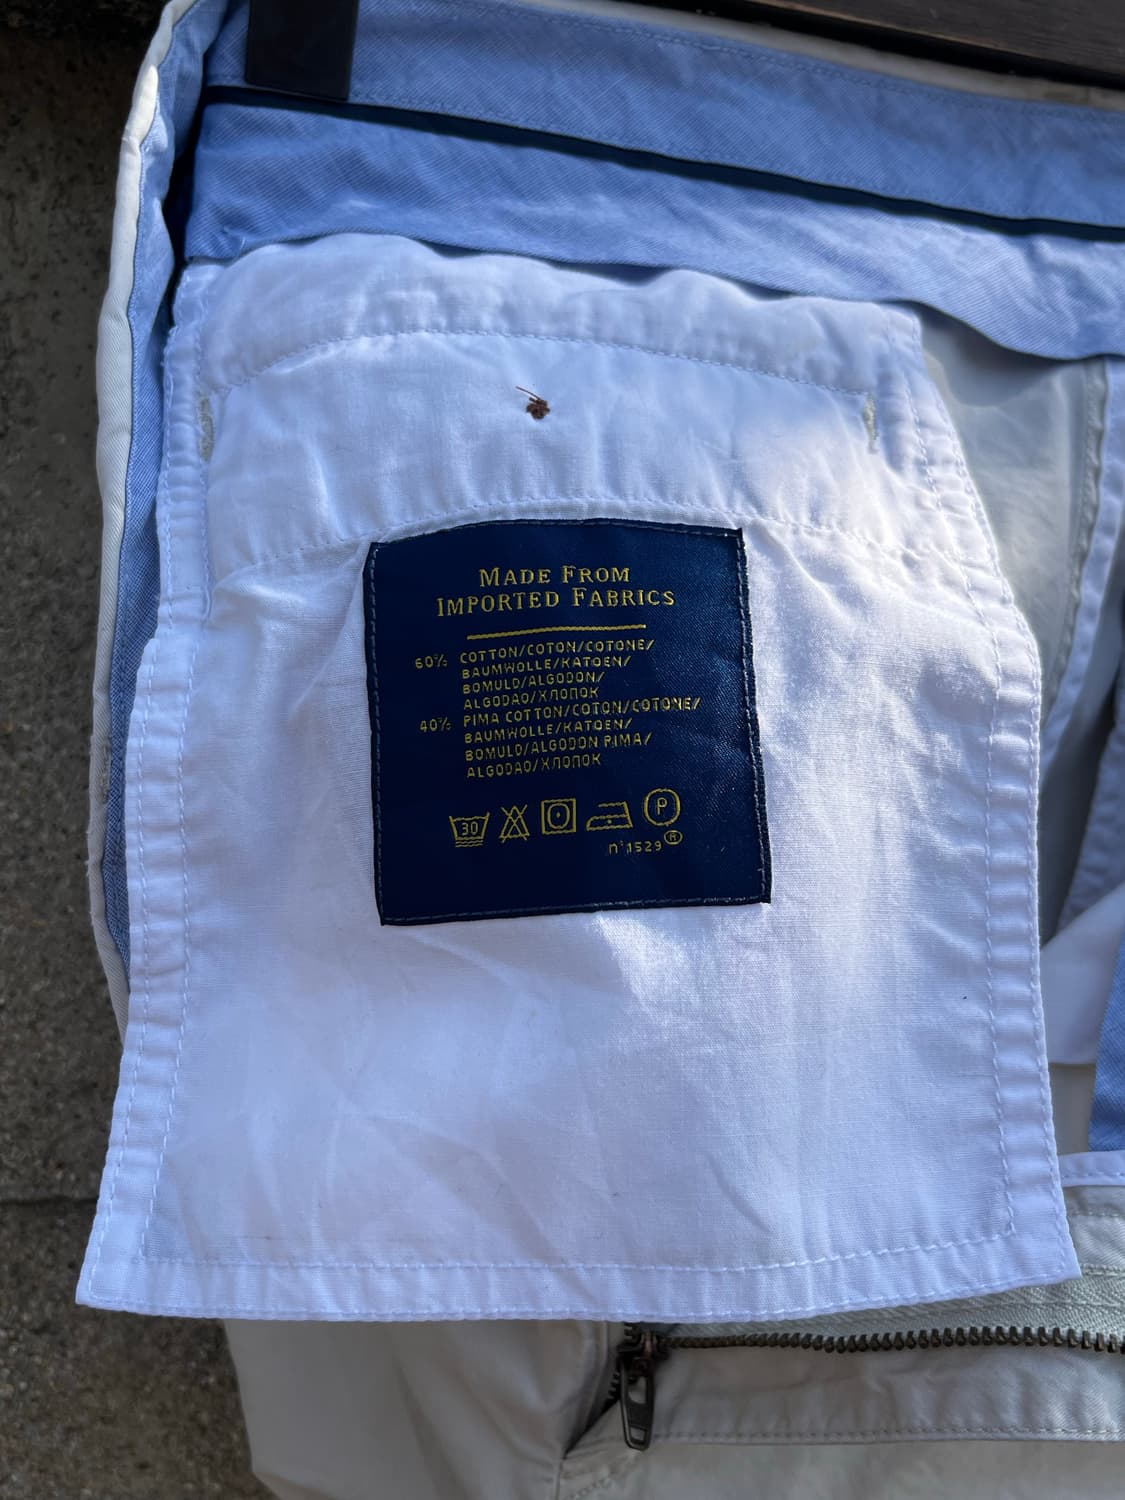 MADE FROM
IMPORTED FABRICS
60% COTTON/COTON/COTONE/
BAUMWOLLE/KATOEN/
BOMULD/ALGODON/
ALGODAO/ХЛОПОК
40% PIMA COTTON/COTON/COTONE/
BAUMWOLLE/KATOEN/
BOMULD/ALGODON PIMA/
ALGODAO/ХЛОПОК
30 P
n°1529 ®